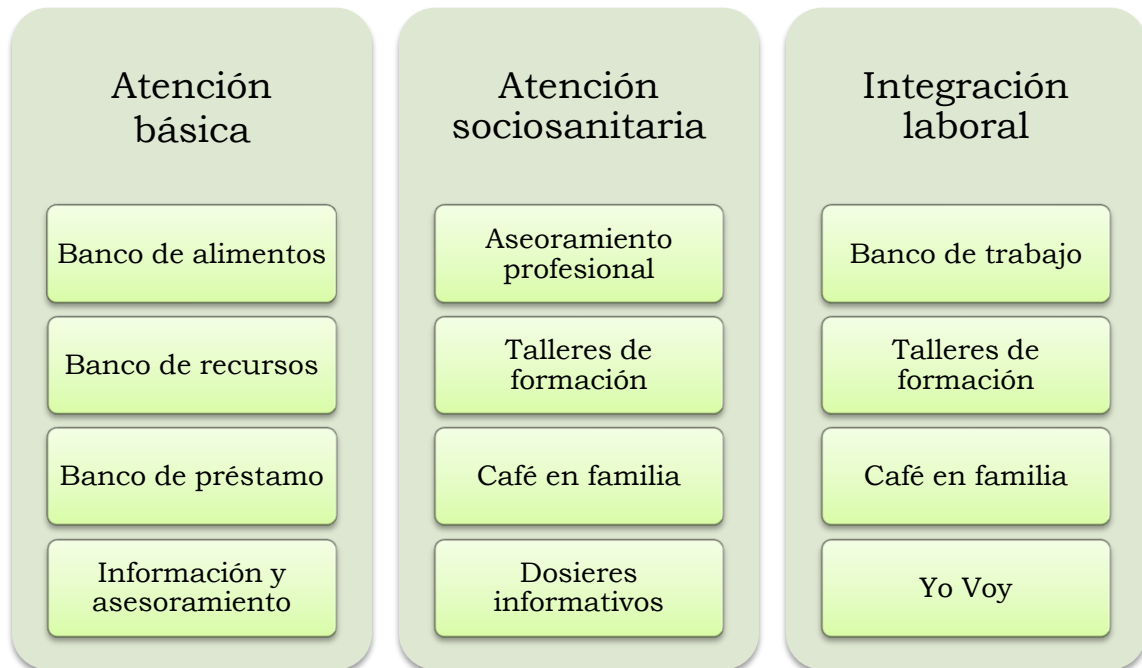 Atención
básica
Banco de alimentos
Banco de recursos
Banco de préstamo
Información y
asesoramiento
Atención
sociosanitaria
Aseoramiento
profesional
Talleres de
formación
Café en familia
Dosieres
informativos
Integración
laboral
Banco de trabajo
Talleres de
formación
Café en familia
Yo Voy